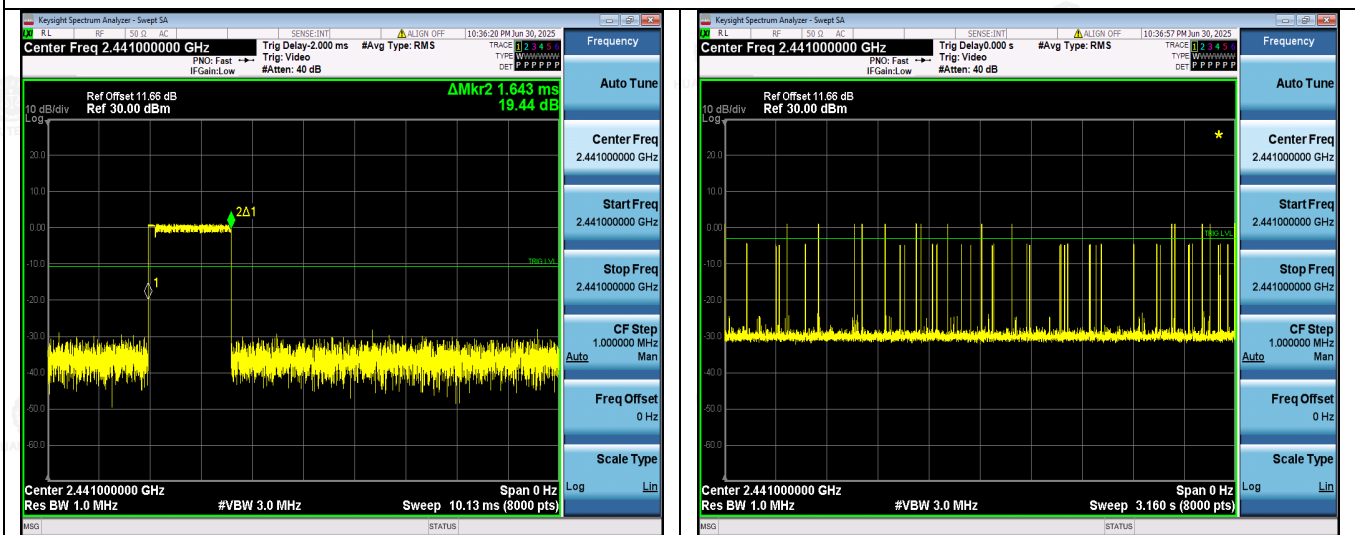 Keysight Spectrum Analyzer - Swept SA
LXI RL RF 50 Ω AC SENSE:INT ALIGN OFF 10:36:20 PM Jun 30, 2025
Center Freq 2.441000000 GHz
PNO: Fast
IFGain:Low
Trig Delay-2.000 ms
Trig: Video
#Atten: 40 dB
#Avg Type: RMS
TRACE 1 2 3 4 5 6
TYPE WWWWWW
DET P P P P P P
ΔMkr2 1.643 ms
19.44 dB
Ref Offset 11.66 dB
10 dB/div Ref 30.00 dBm
Log
20.0
10.0
0.00
-10.0
-20.0
-30.0
-40.0
-50.0
-60.0
2Δ1
1
TRIG LVL
Center 2.441000000 GHz Span 0 Hz
Res BW 1.0 MHz #VBW 3.0 MHz Sweep 10.13 ms (8000 pts)
MSG STATUS
Frequency
Auto Tune
Center Freq
2.441000000 GHz
Start Freq
2.441000000 GHz
Stop Freq
2.441000000 GHz
CF Step
1.000000 MHz
Auto Man
Freq Offset
0 Hz
Scale Type
Log Lin
Keysight Spectrum Analyzer - Swept SA
LXI RL RF 50 Ω AC SENSE:INT ALIGN OFF 10:36:57 PM Jun 30, 2025
Center Freq 2.441000000 GHz
PNO: Fast
IFGain:Low
Trig Delay0.000 s
Trig: Video
#Atten: 40 dB
#Avg Type: RMS
TRACE 1 2 3 4 5 6
TYPE WWWWWW
DET P P P P P P
Ref Offset 11.66 dB
10 dB/div Ref 30.00 dBm
Log
20.0
10.0
0.00
-10.0
-20.0
-30.0
-40.0
-50.0
-60.0
*
TRIG LVL
Center 2.441000000 GHz Span 0 Hz
Res BW 1.0 MHz #VBW 3.0 MHz Sweep 3.160 s (8000 pts)
MSG STATUS
Frequency
Auto Tune
Center Freq
2.441000000 GHz
Start Freq
2.441000000 GHz
Stop Freq
2.441000000 GHz
CF Step
1.000000 MHz
Auto Man
Freq Offset
0 Hz
Scale Type
Log Lin